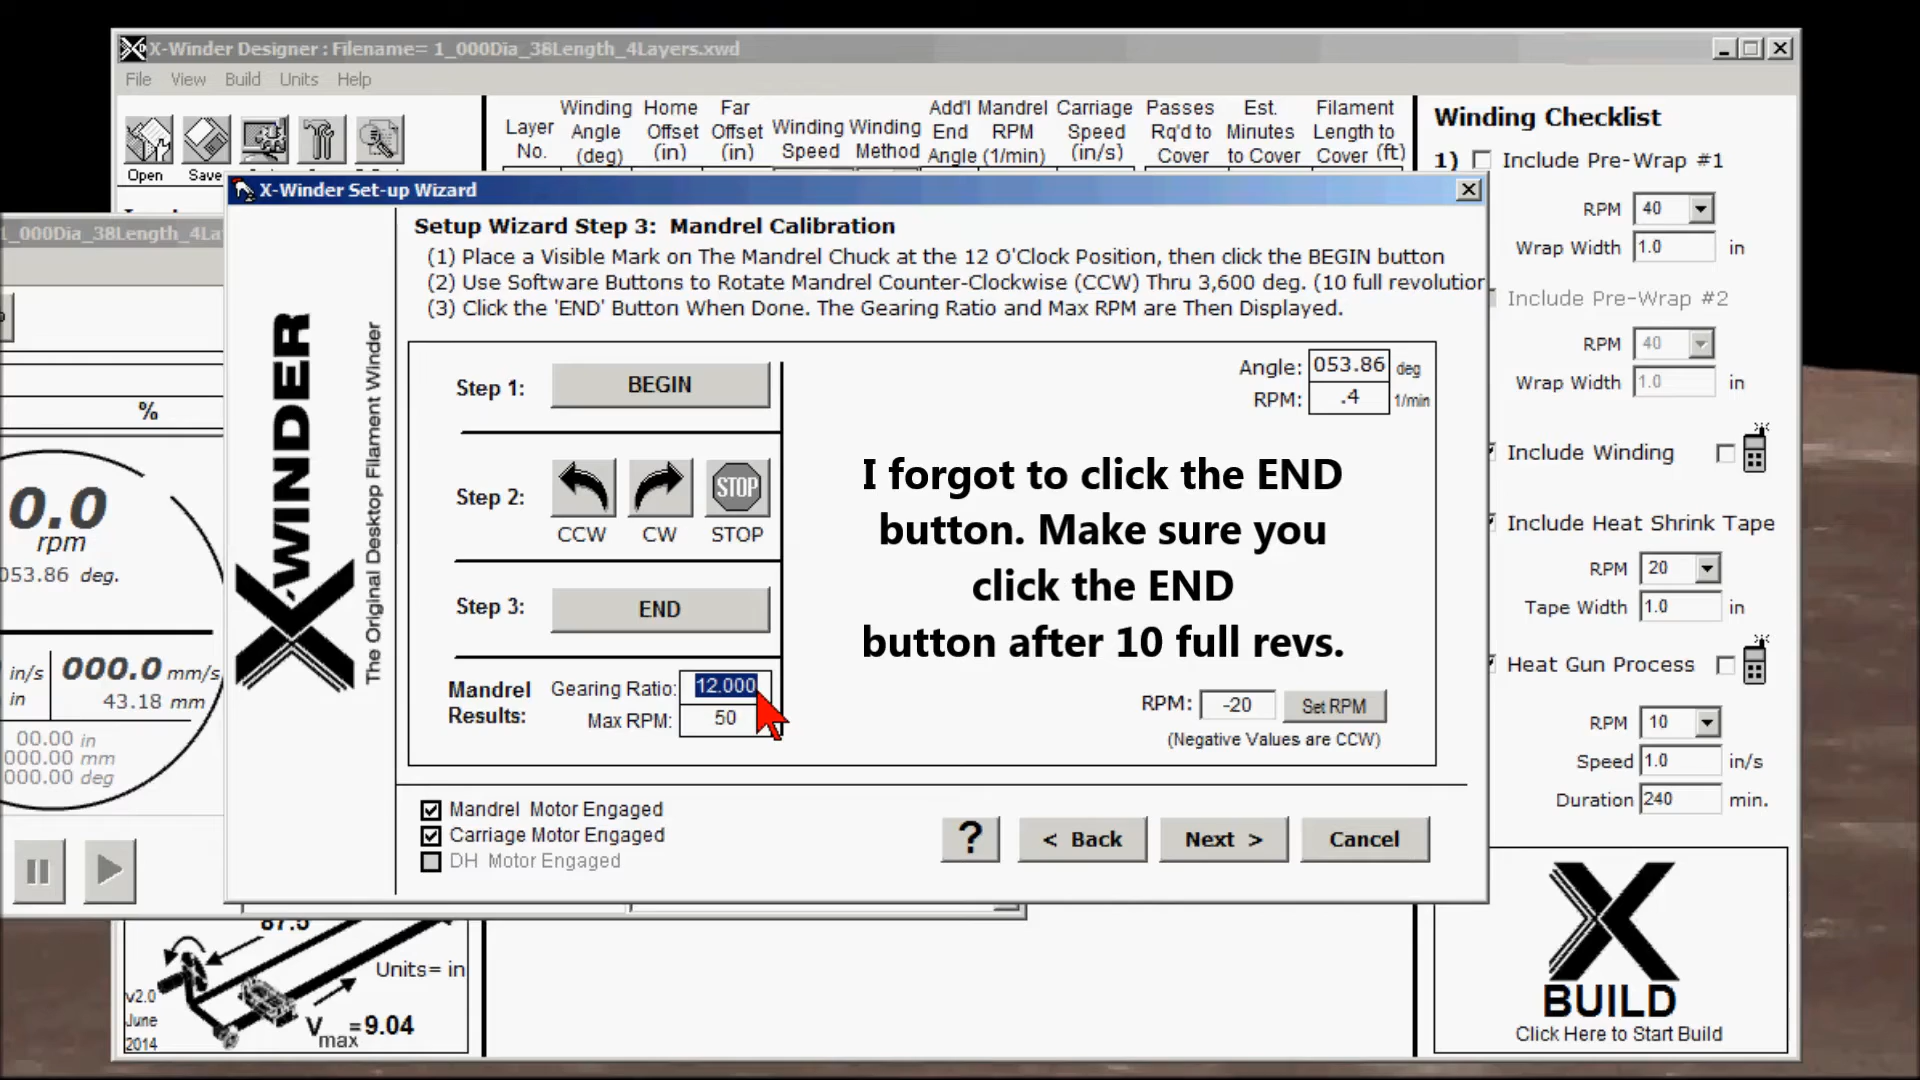 X-Winder Designer : Filename= 1_000Dia_38Length_4Layers.xwd
File View Build Units Help
Open Save
Layer No.
Winding Angle (deg)
Home Offset (in)
Far Offset (in)
Winding Speed
Winding Method
Add'l End Angle
Mandrel RPM (1/min)
Carriage Speed (in/s)
Passes Rq'd to Cover
Est. Minutes to Cover
Filament Length to Cover (ft)
Winding Checklist
1) Include Pre-Wrap #1
RPM 40
Wrap Width 1.0 in
Include Pre-Wrap #2
RPM 40
Wrap Width 1.0 in
Include Winding
Include Heat Shrink Tape
RPM 20
Tape Width 1.0 in
Heat Gun Process
RPM 10
Speed 1.0 in/s
Duration 240 min.
X
BUILD
Click Here to Start Build
X-Winder Set-up Wizard
X-WINDER
The Original Desktop Filament Winder
Setup Wizard Step 3: Mandrel Calibration
(1) Place a Visible Mark on The Mandrel Chuck at the 12 O'Clock Position, then click the BEGIN button
(2) Use Software Buttons to Rotate Mandrel Counter-Clockwise (CCW) Thru 3,600 deg. (10 full revolution
(3) Click the 'END' Button When Done. The Gearing Ratio and Max RPM are Then Displayed.
Step 1: BEGIN
Angle: 053.86 deg
RPM: .4 1/min
Step 2: STOP
CCW CW STOP
Step 3: END
I forgot to click the END
button. Make sure you
click the END
button after 10 full revs.
Mandrel Results:
Gearing Ratio: 12.000
Max RPM: 50
RPM: -20 Set RPM
(Negative Values are CCW)
Mandrel Motor Engaged
Carriage Motor Engaged
DH Motor Engaged
? < Back Next > Cancel
1_000Dia_38Length_4La
%
0.0
rpm
053.86 deg.
in/s 000.0 mm/s
in 43.18 mm
00.00 in
000.00 mm
000.00 deg
87.5
Units= in
v2.0
June
2014
Vmax=9.04